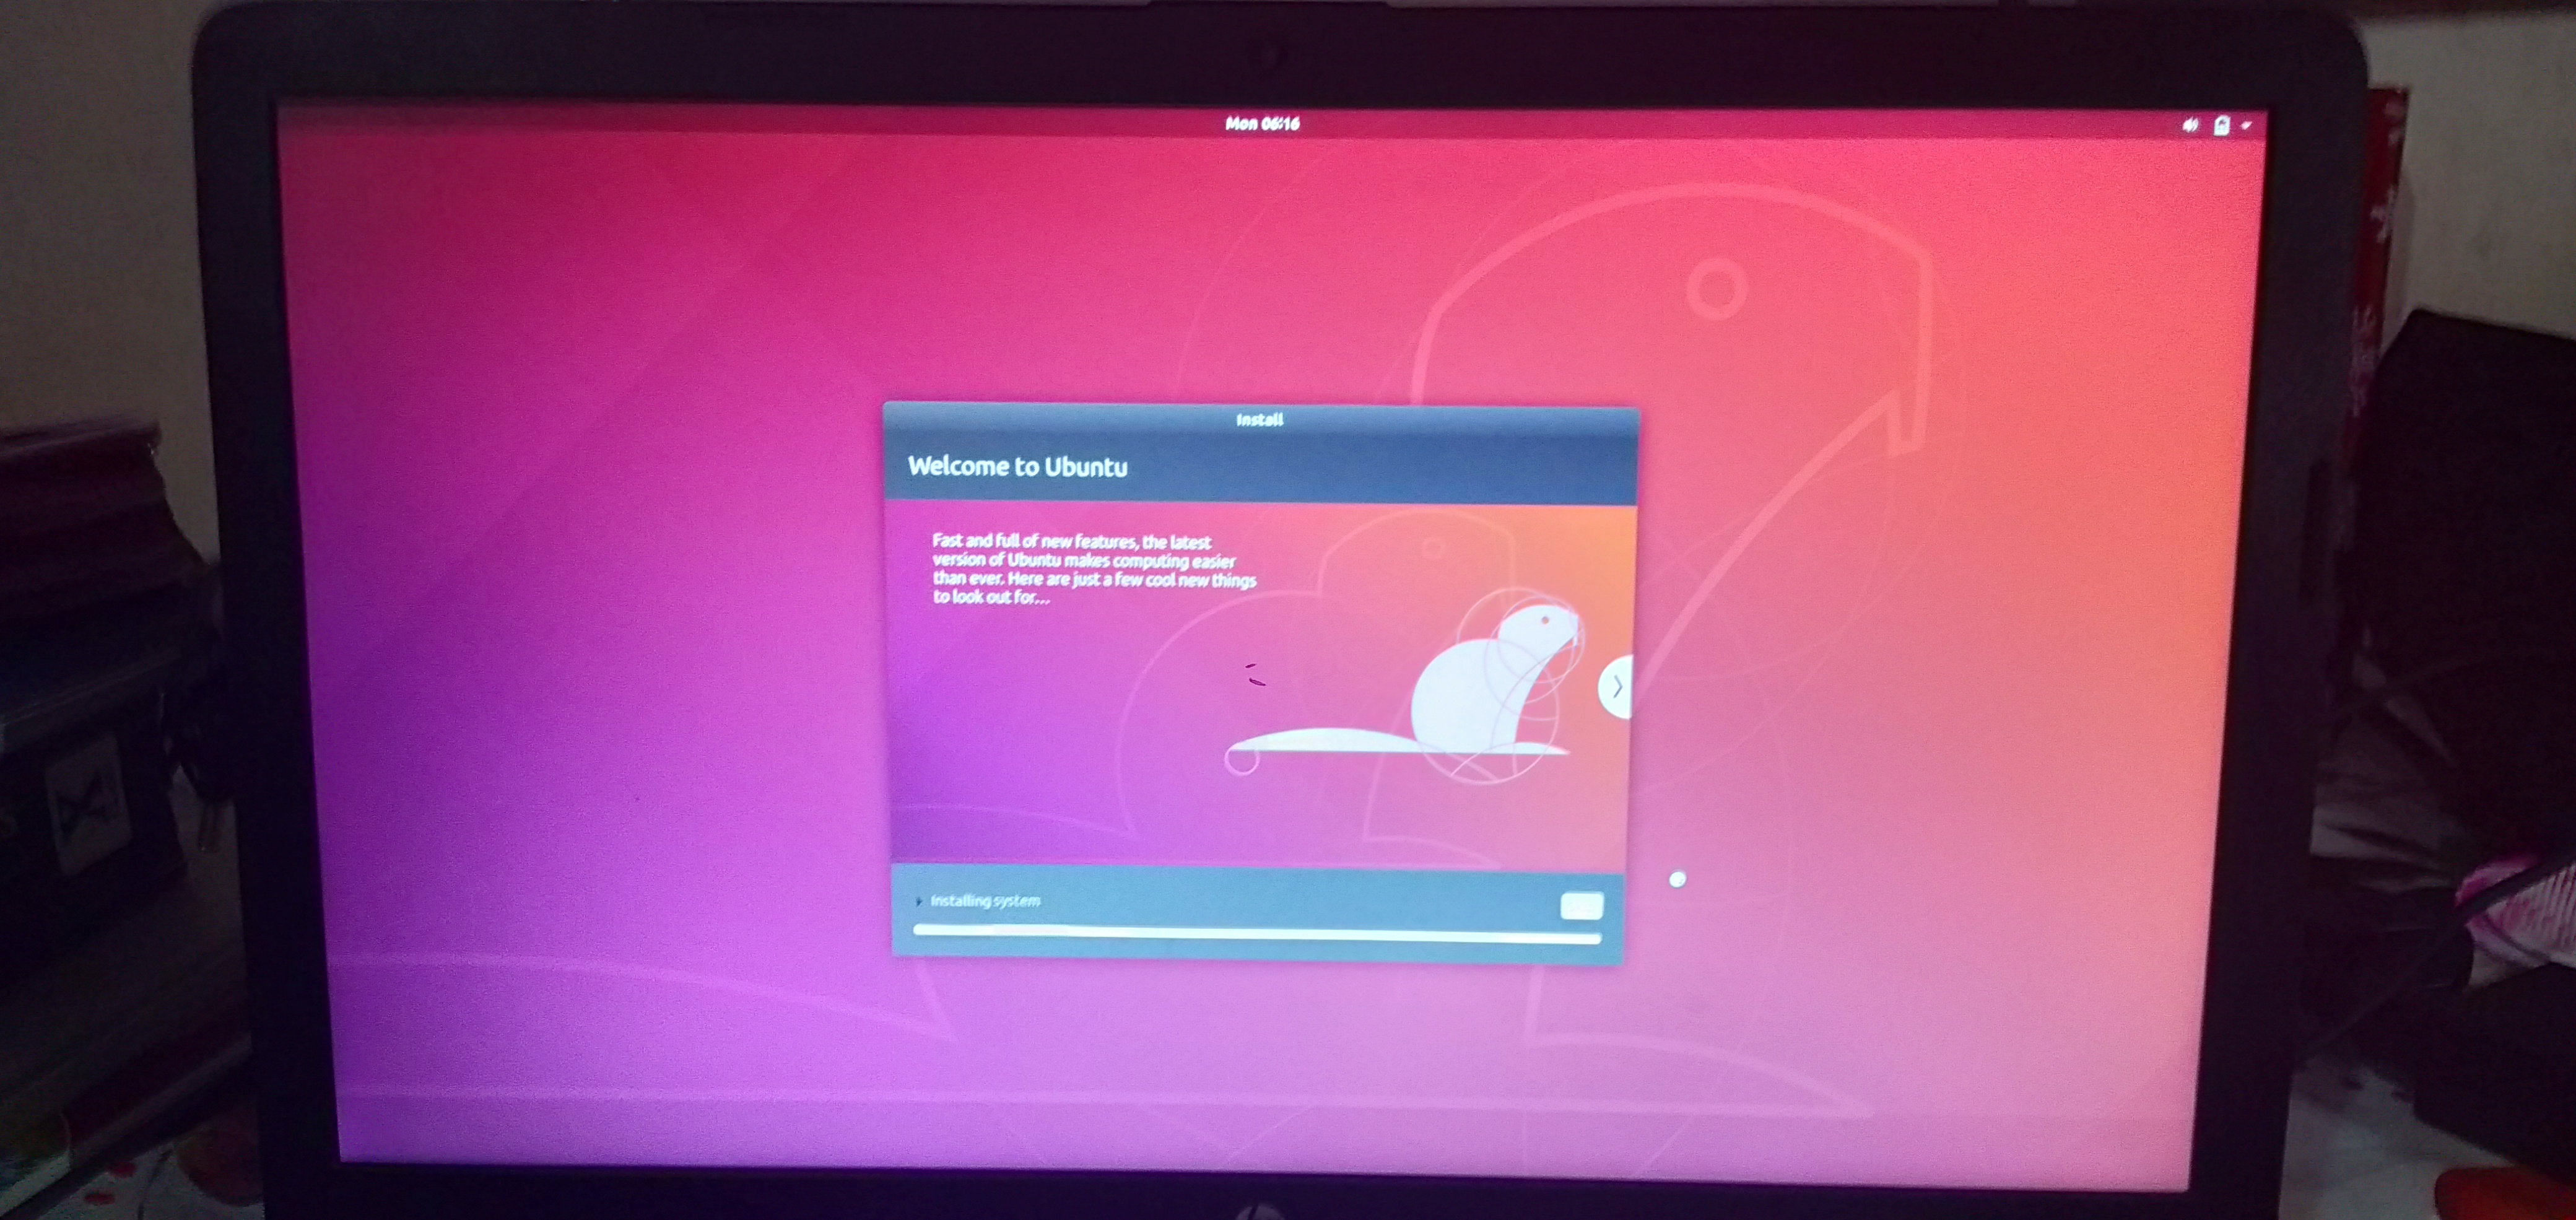 Mon 06:16
Install
Welcome to Ubuntu
Fast and full of new features, the latest
version of Ubuntu makes computing easier
than ever. Here are just a few cool new things
to look out for...
Installing system